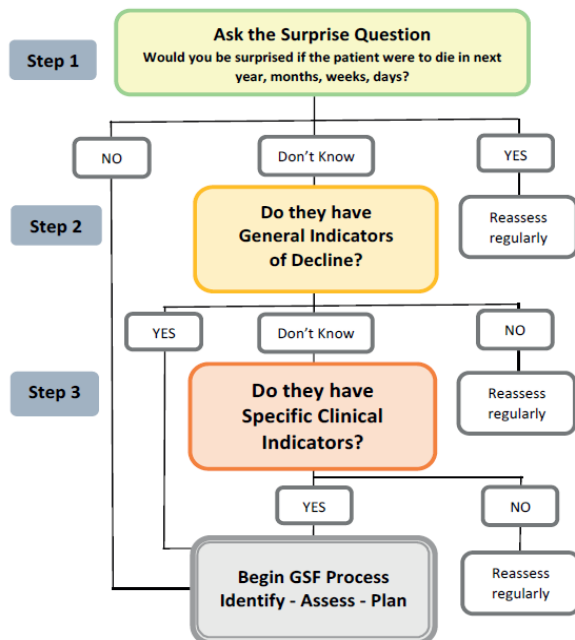 Ask the Surprise Question
Step 1
Would you be surprised if the patient were to die in next
year, months, weeks, days?
NO
Don't Know
YES
Step 2
Do they have
General Indicators
of Decline?
Reassess
regularly
YES
Don't Know
NO
Step 3
Do they have
Specific Clinical
Indicators?
Reassess
regularly
YES
NO
Begin GSF Process
Identify - Assess - Plan
Reassess
regularly